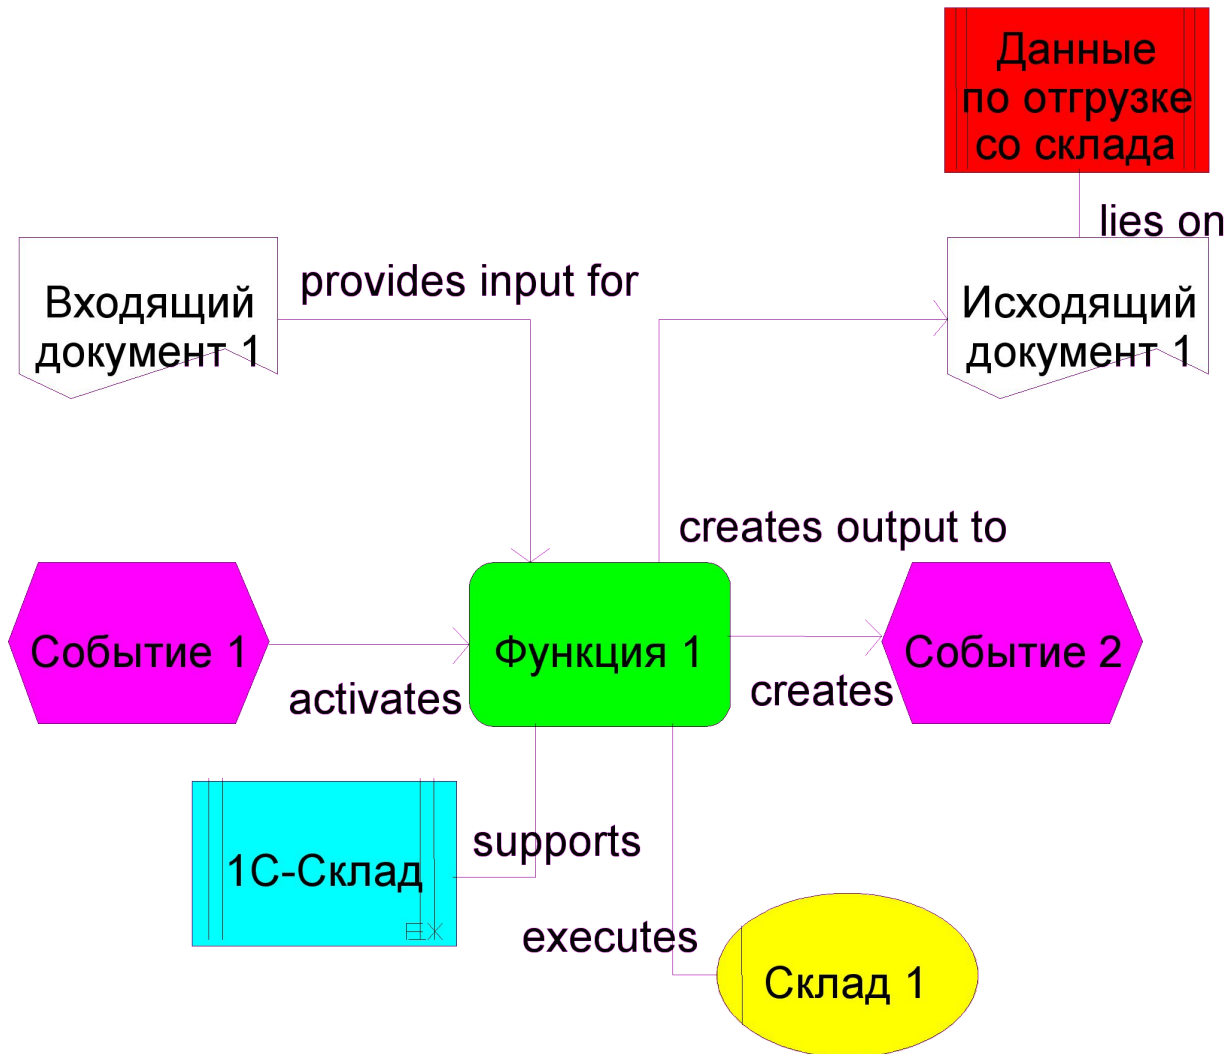 Данные
по отгрузке
со склада
lies on
Входящий
документ 1
provides input for
Исходящий
документ 1
creates output to
Событие 1
activates
Функция 1
creates
Событие 2
1С-Склад
EX
supports
executes
Склад 1